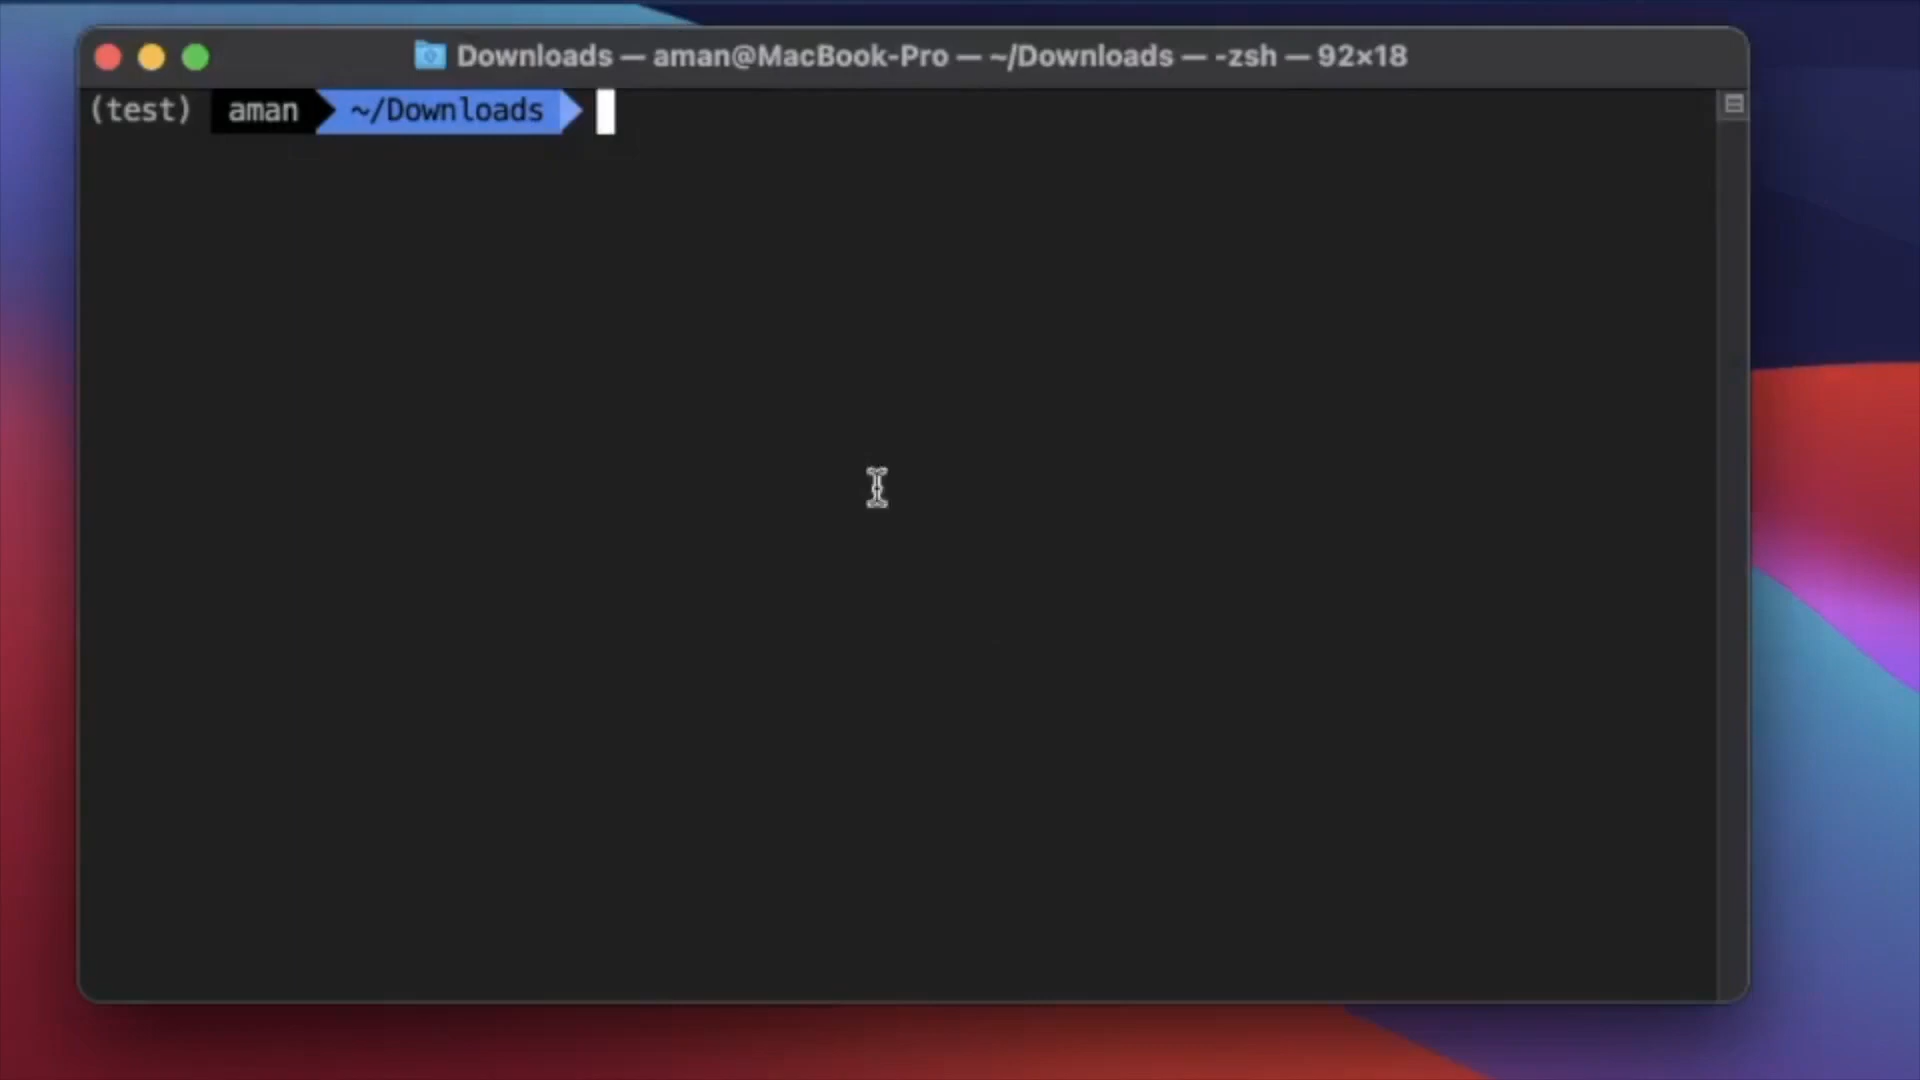 Downloads — aman@MacBook-Pro — ~/Downloads — -zsh — 92×18
(test) aman ~/Downloads